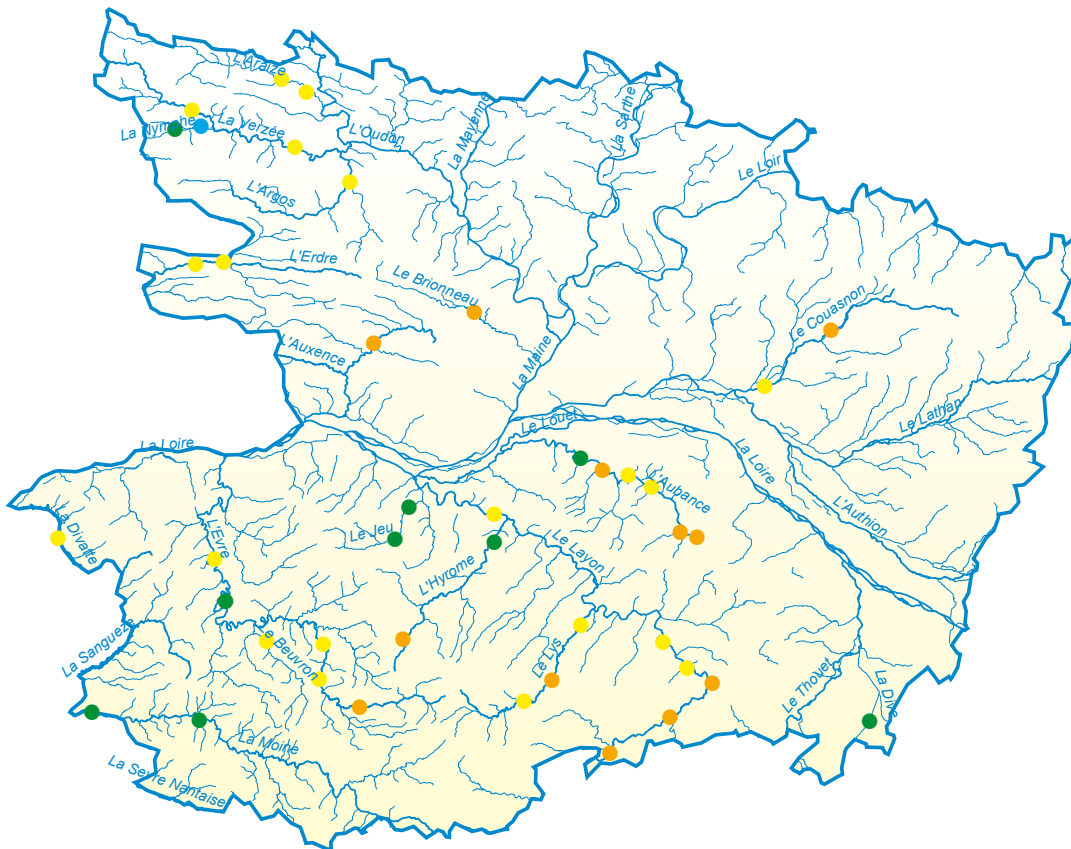 L'Araize
La Nymphe
La Verzée
L'Oudon
La Mayenne
La Sarthe
Le Loir
L'Argos
L'Erdre
Le Brionneau
Le Couasnon
L'Auxence
La Maine
Le Lathan
Le Louet
La Loire
La Loire
L'Aubance
L'Authion
La Divatte
L'Evre
Le Jeu
Le Layon
L'Hyrome
La Sanguèze
Le Beuvron
Le Lys
Le Thouet
La Dive
La Moine
La Sèvre Nantaise